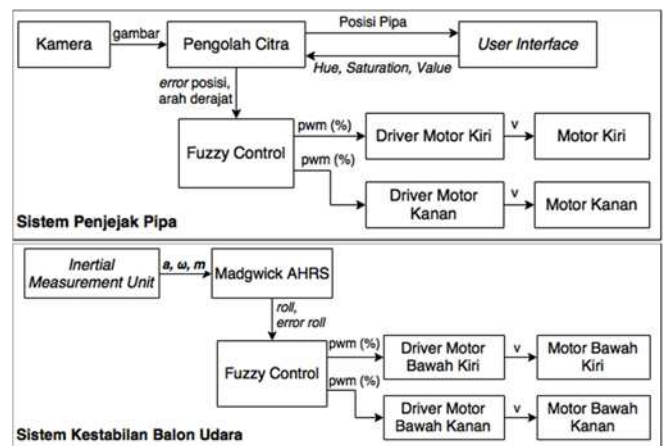 Kamera
gambar
Pengolah Citra
Posisi Pipa
User Interface
Hue, Saturation, Value
error posisi,
arah derajat
Fuzzy Control
pwm (%)
Driver Motor Kiri
v
Motor Kiri
pwm (%)
Driver Motor
Kanan
v
Motor Kanan
Sistem Penjejak Pipa
Inertial
Measurement Unit
a, ω, m
Madgwick AHRS
roll,
error roll
Fuzzy Control
pwm (%)
Driver Motor
Bawah Kiri
v
Motor Bawah
Kiri
pwm (%)
Driver Motor
Bawah Kanan
v
Motor Bawah
Kanan
Sistem Kestabilan Balon Udara